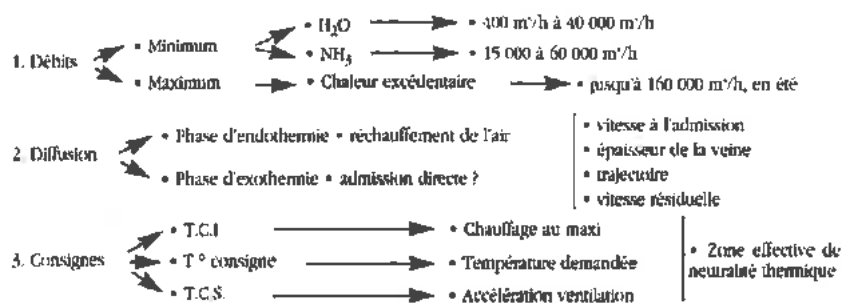 • H₂O • 400 m³/h à 40 000 m³/h
• Minimum
• NH₃ • 15 000 à 60 000 m³/h
1. Débits
• Maximum • Chaleur excédentaire • jusqu'à 160 000 m³/h, en été
• vitesse à l'admission
• Phase d'endothermie • réchauffement de l'air
• épaisseur de la veine
2. Diffusion
• trajectoire
• Phase d'exothermie • admission directe ?
• vitesse résiduelle
• T.C.I • Chauffage au maxi
3. Consignes • T° consigne • Température demandée • Zone effective de
neutralité thermique
• T.C.S. • Accélération ventilation